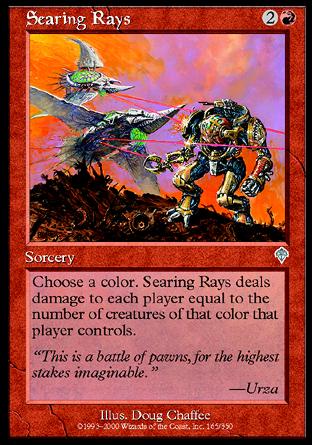 Searing Rays 2
Sorcery
Choose a color. Searing Rays deals
damage to each player equal to the
number of creatures of that color that
player controls.
“This is a battle of pawns, for the highest
stakes imaginable.”
—Urza
Illus. Doug Chaffee
©1993–2000 Wizards of the Coast, Inc. 165/350